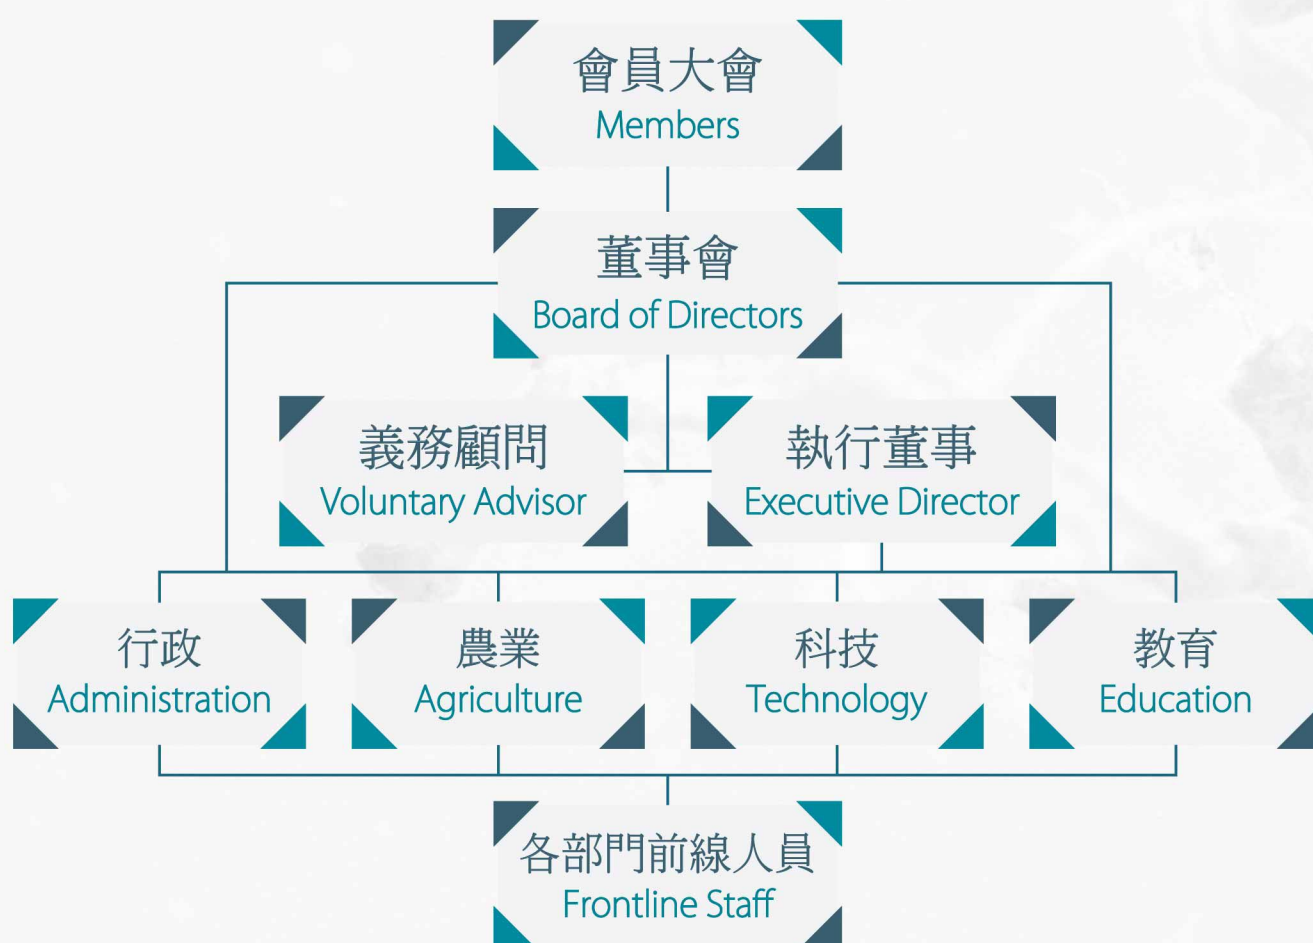 會員大會
Members
董事會
Board of Directors
義務顧問
Voluntary Advisor
執行董事
Executive Director
行政
Administration
農業
Agriculture
科技
Technology
教育
Education
各部門前線人員
Frontline Staff